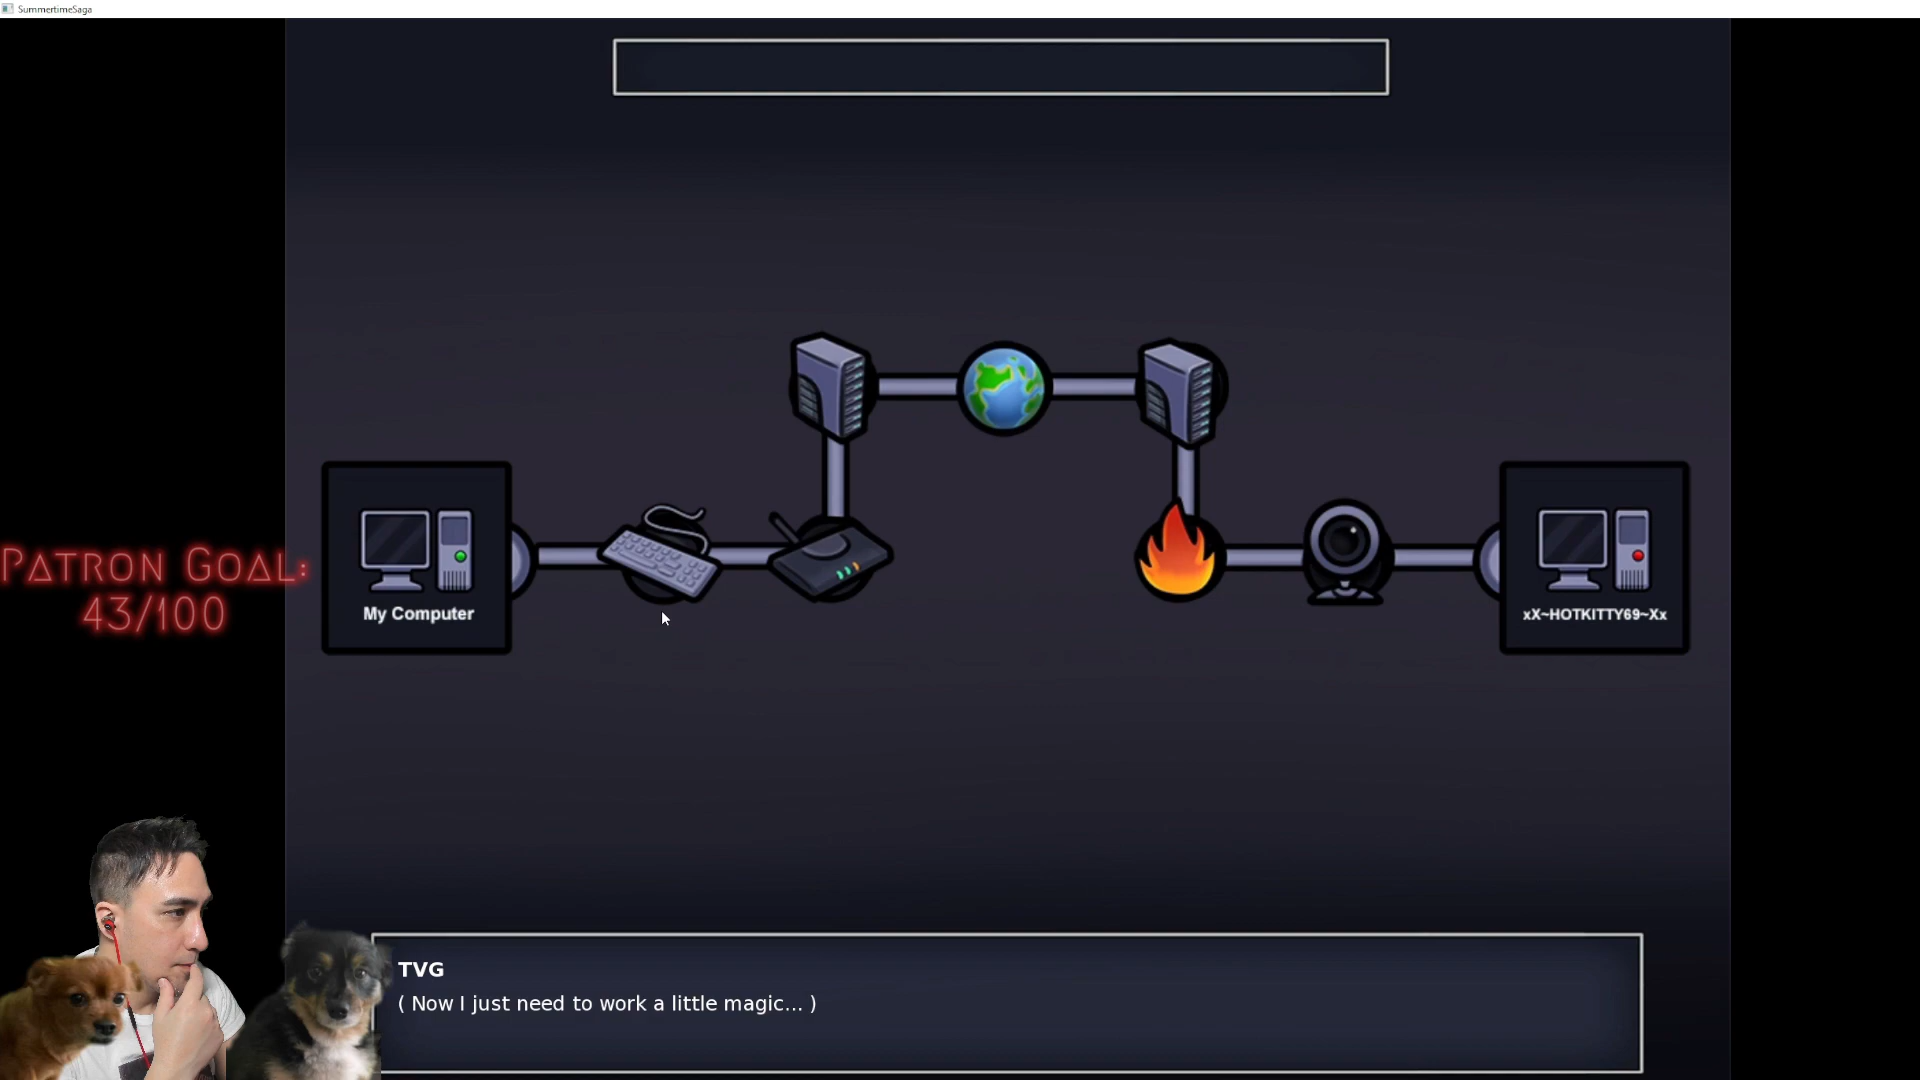 SummertimeSaga
PATRON GOAL:
43/100
My Computer
xX~HOTKITTY69~Xx
TVG
( Now I just need to work a little magic... )